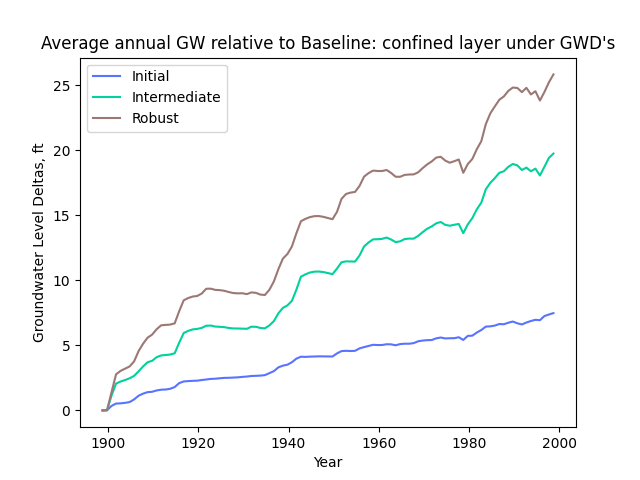 Average annual GW relative to Baseline: confined layer under GWD's
Initial
Intermediate
Robust
Groundwater Level Deltas, ft
25
20
15
10
5
0
1900 1920 1940 1960 1980 2000
Year